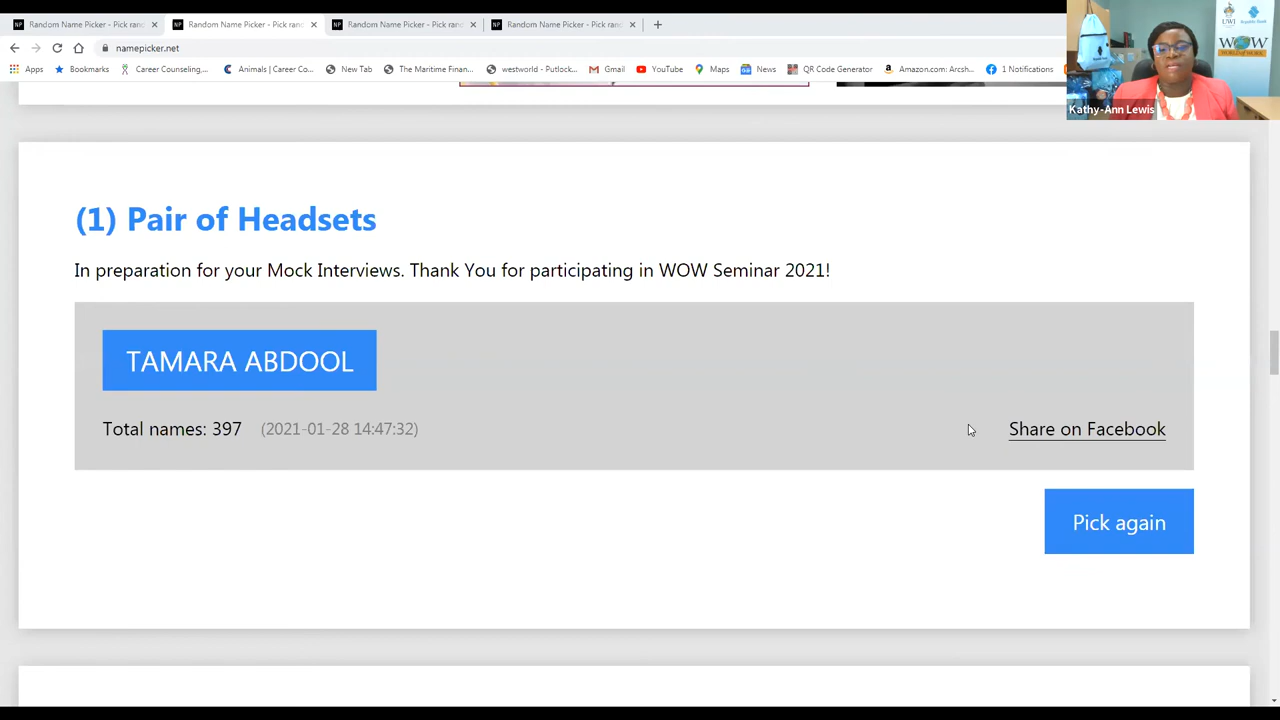 Random Name Picker - Pick ran
Random Name Picker - Pick ran
Random Name Picker - Pick ran
Random Name Picker - Pick ran
namepicker.net
Apps
Bookmarks
Career Counseling,...
Animals | Career Co...
New Tab
The Maritime Finan...
westworld - Putlock...
Gmail
YouTube
Maps
News
QR Code Generator
Amazon.com: Arcsh...
1 Notifications
UWI
Republic Bank
WOW
Kathy-Ann Lewis
(1) Pair of Headsets
In preparation for your Mock Interviews. Thank You for participating in WOW Seminar 2021!
TAMARA ABDOOL
Total names: 397 (2021-01-28 14:47:32)
Share on Facebook
Pick again